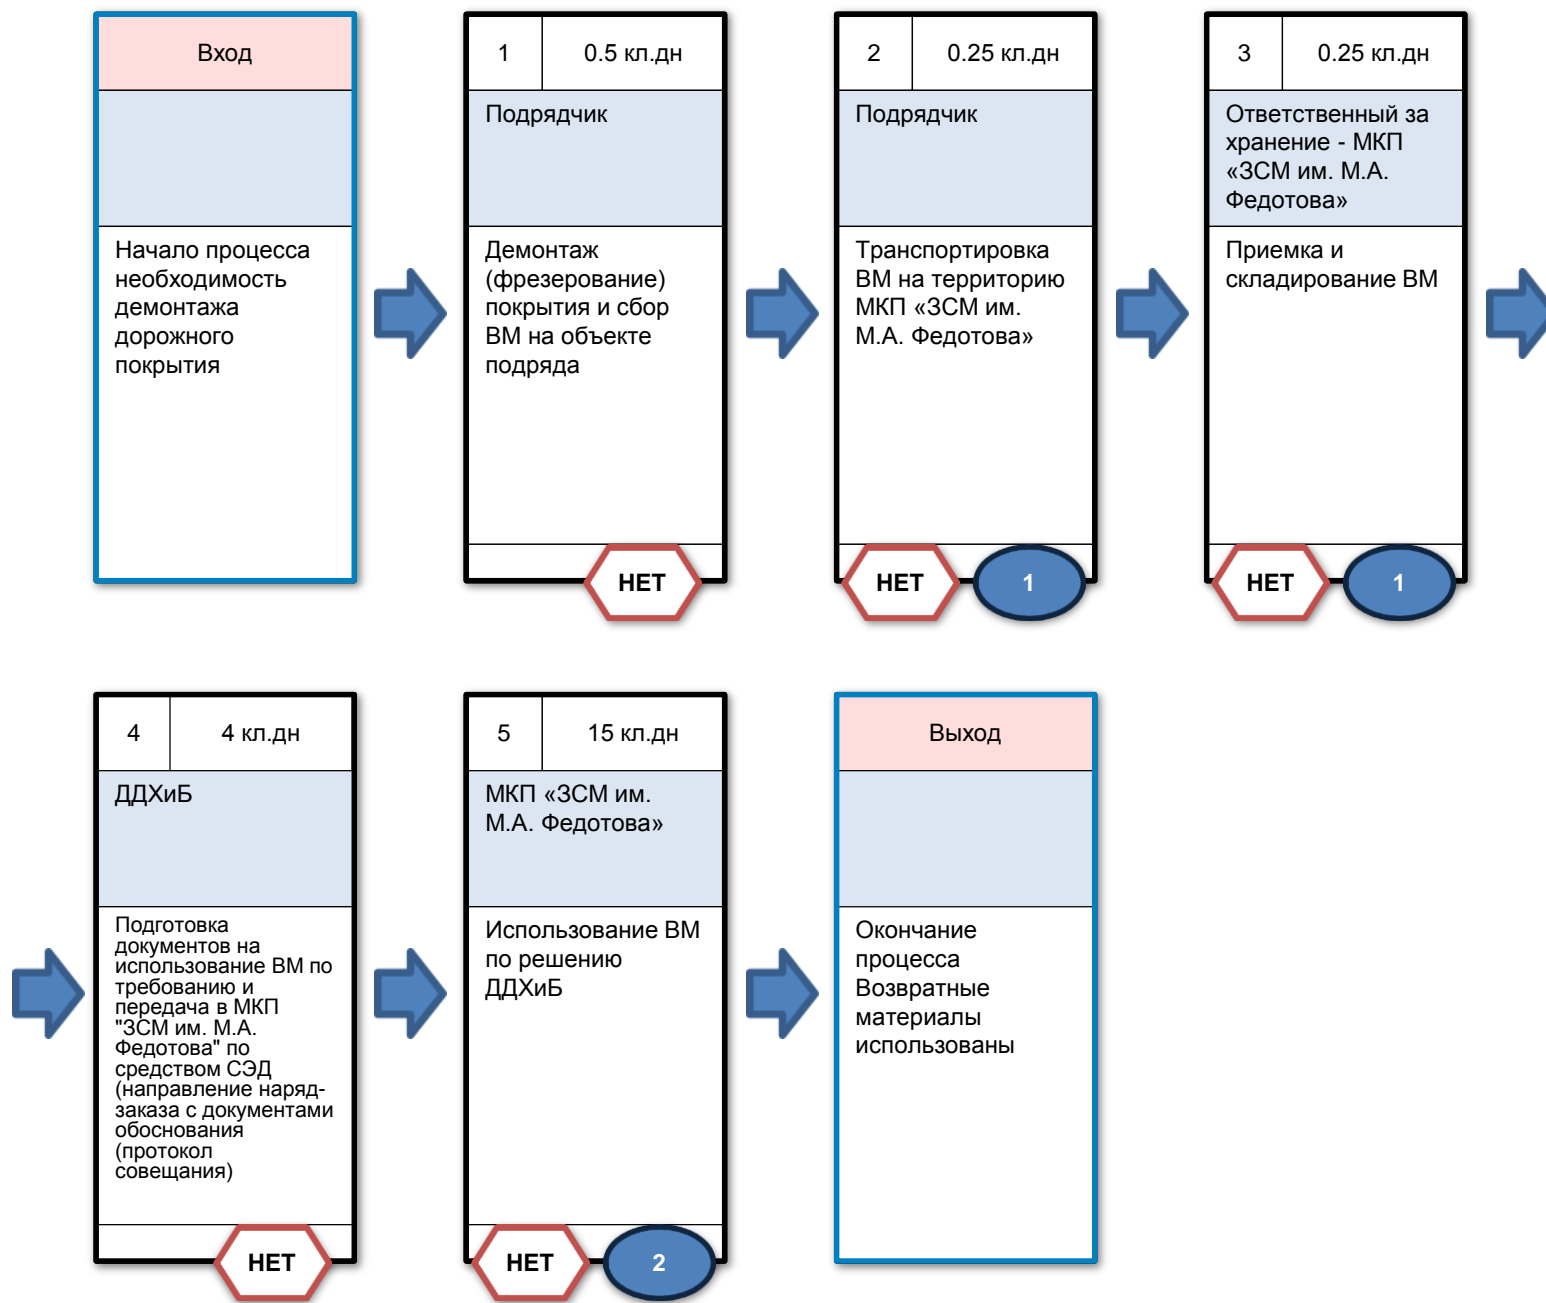 Вход
Начало процесса
необходимость
демонтажа
дорожного
покрытия
1
0.5 кл.дн
Подрядчик
Демонтаж
(фрезерование)
покрытия и сбор
ВМ на объекте
подряда
НЕТ
2
0.25 кл.дн
Подрядчик
Транспортировка
ВМ на территорию
МКП «ЗСМ им.
М.А. Федотова»
НЕТ
1
3
0.25 кл.дн
Ответственный за
хранение - МКП
«ЗСМ им. М.А.
Федотова»
Приемка и
складирование ВМ
НЕТ
1
4
4 кл.дн
ДДХиБ
Подготовка
документов на
использование ВМ по
требованию и
передача в МКП
"ЗСМ им. М.А.
Федотова" по
средством СЭД
(направление наряд-
заказа с документами
обоснования
(протокол
совещания)
НЕТ
5
15 кл.дн
МКП «ЗСМ им.
М.А. Федотова»
Использование ВМ
по решению
ДДХиБ
НЕТ
2
Выход
Окончание
процесса
Возвратные
материалы
использованы